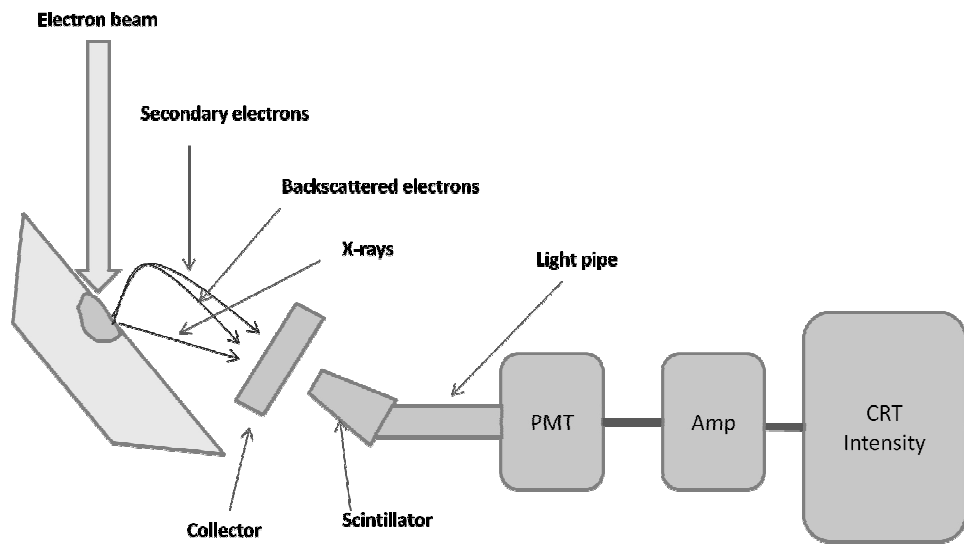 Electron beam
Secondary electrons
Backscattered electrons
X-rays
Light pipe
PMT
Amp
CRT
Intensity
Collector
Scintillator